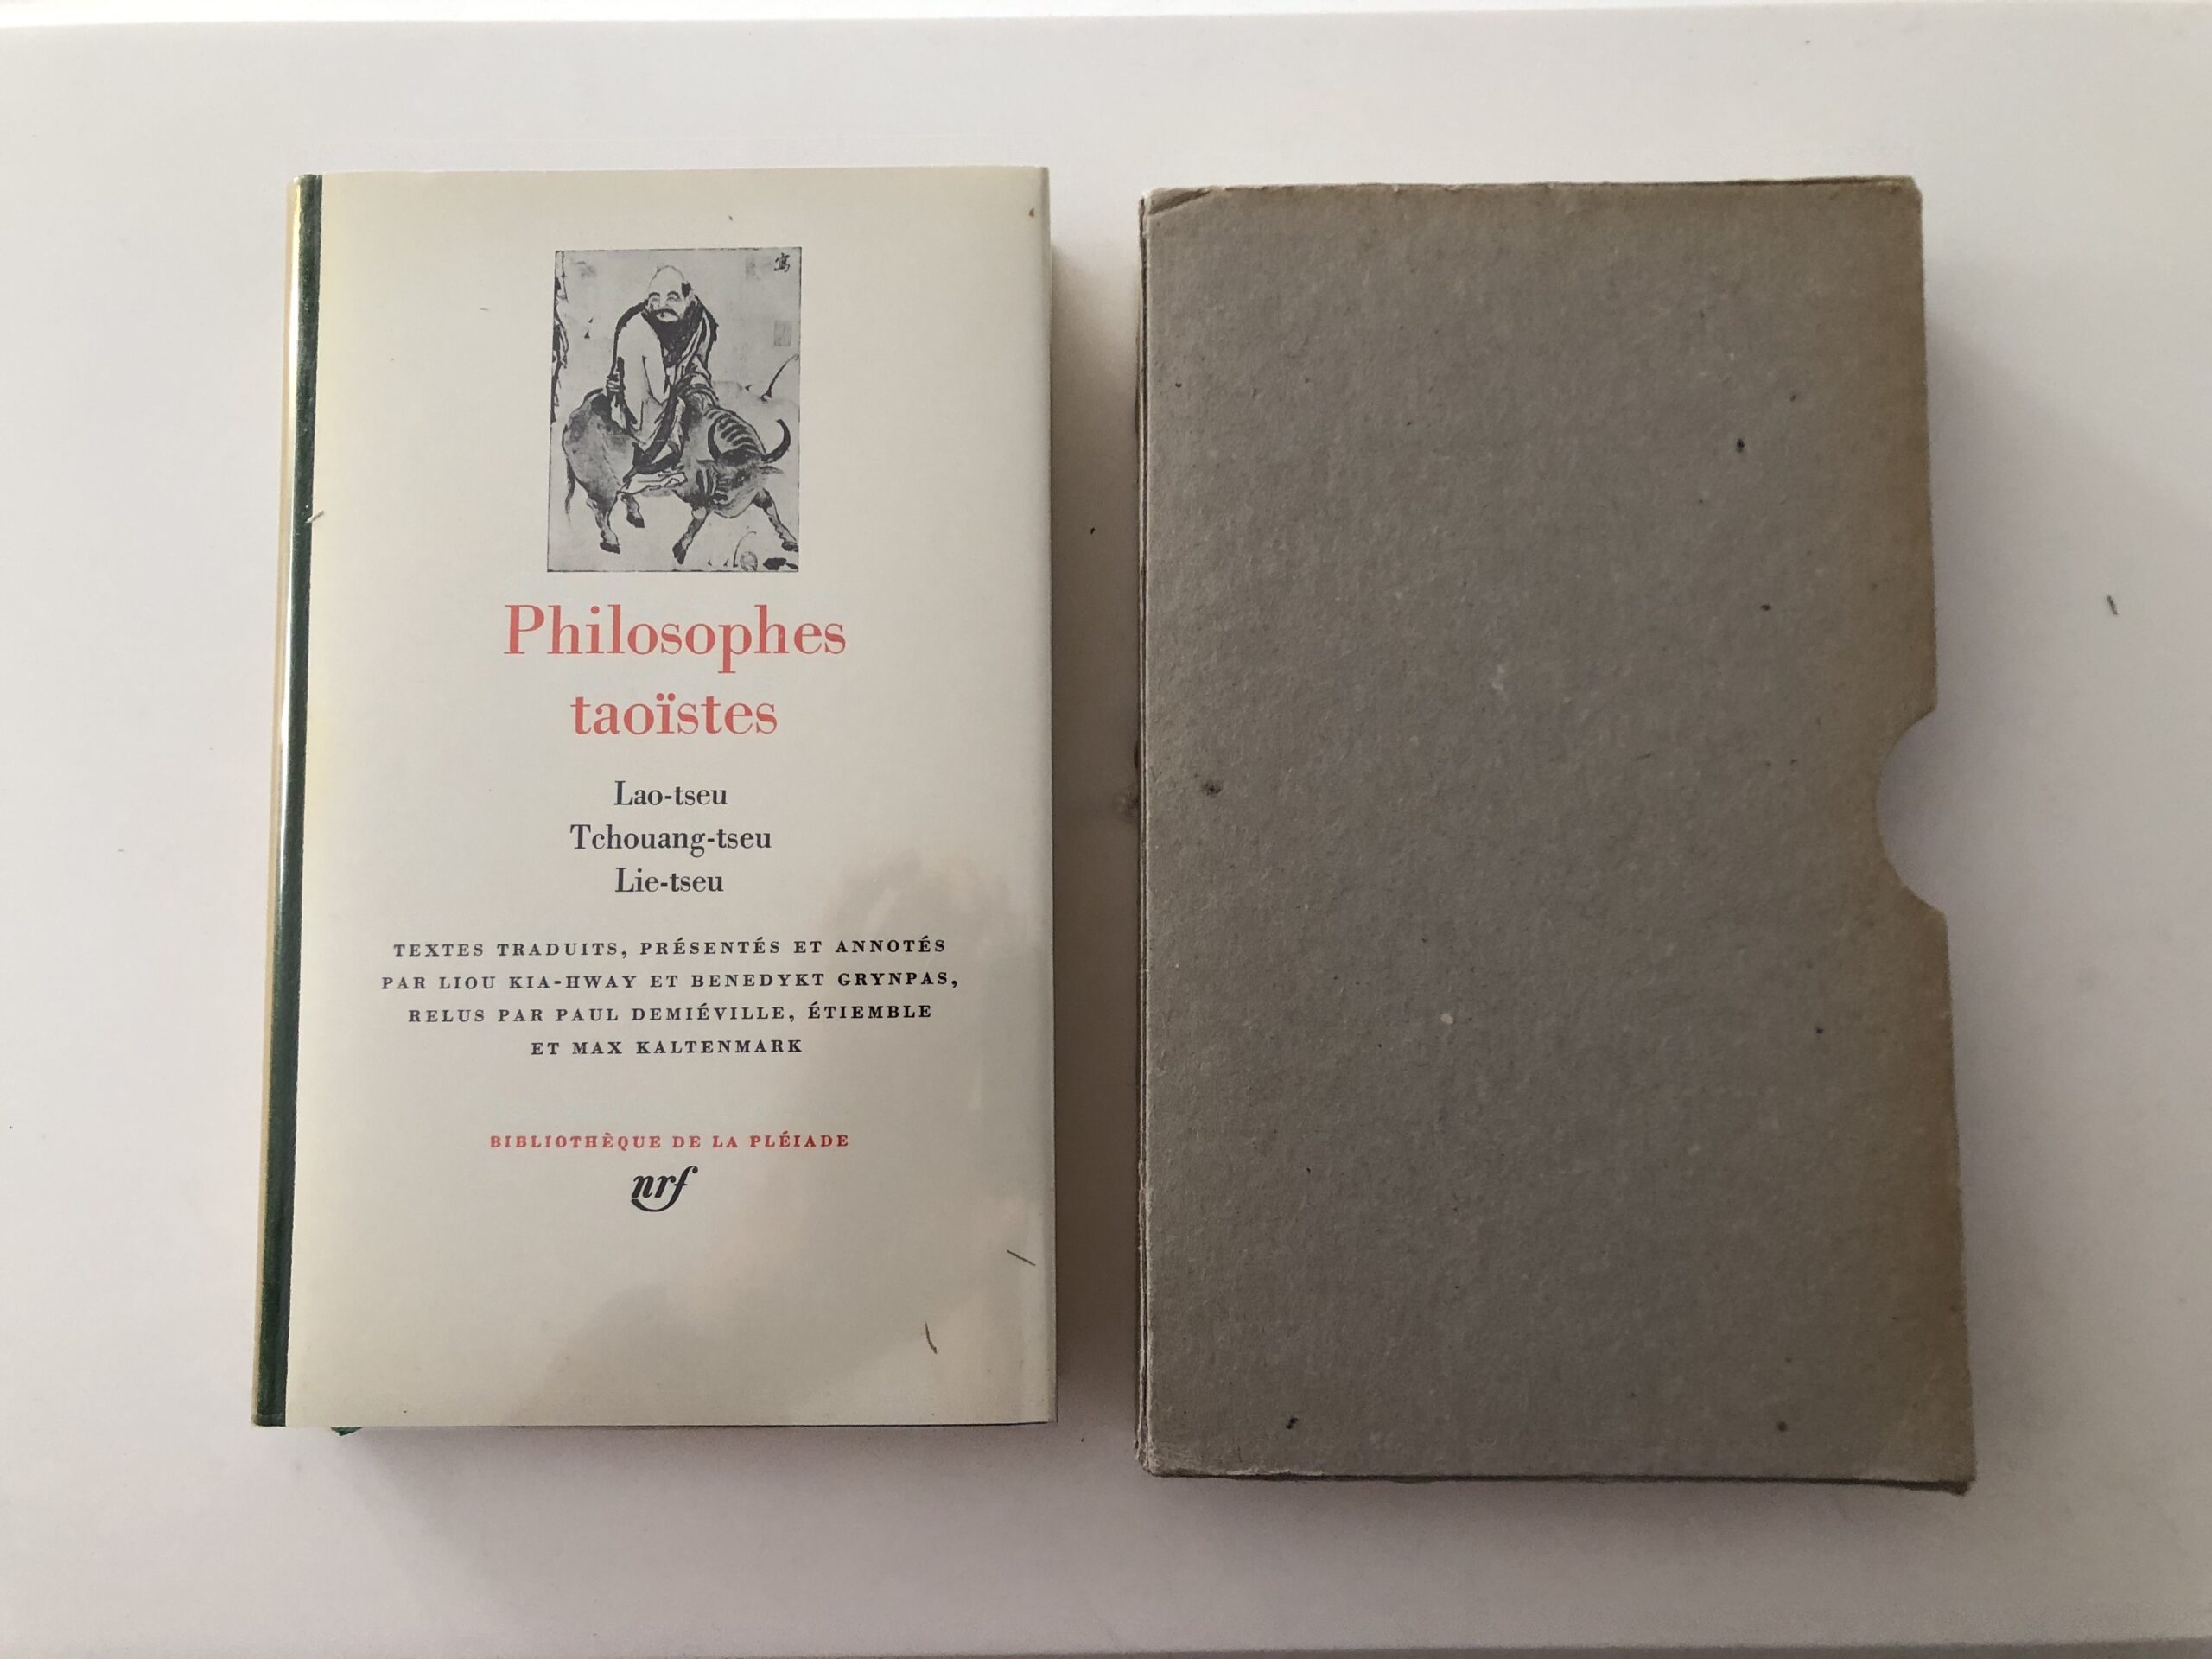 Philosophes
taoïstes
Lao-tseu
Tchouang-tseu
Lie-tseu
TEXTES TRADUITS, PRÉSENTÉS ET ANNOTÉS
PAR LIOU KIA-HWAY ET BENEDYKT GRYNPAS,
RELUS PAR PAUL DEMIÉVILLE, ÉTIEMBLE
ET MAX KALTENMARK
BIBLIOTHÈQUE DE LA PLÉIADE
nrf